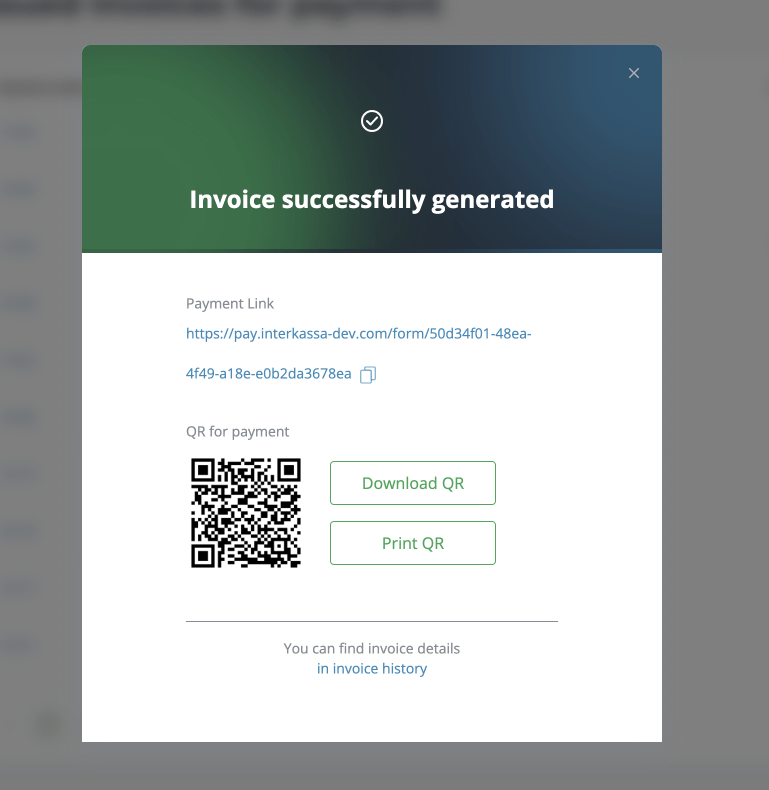 Invoice successfully generated
Payment Link
https://pay.interkassa-dev.com/form/50d34f01-48ea-
4f49-a18e-e0b2da3678ea
QR for payment
Download QR
Print QR
You can find invoice details
in invoice history